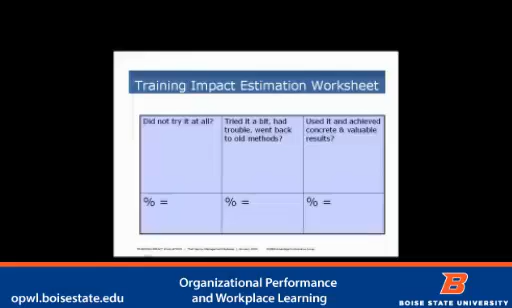 Training Impact Estimation Worksheet
Did not try it at all?
Tried it a bit, had
trouble, went back
to old methods?
Used it and achieved
concrete & valuable
results?
% =
% =
% =
opwl.boisestate.edu
Organizational Performance
and Workplace Learning
B
BOISE STATE UNIVERSITY